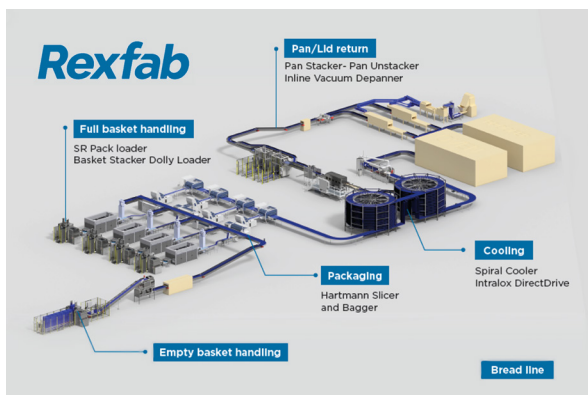 Rexfab
Pan/Lid return
Pan Stacker- Pan Unstacker
Inline Vacuum Depanner
Full basket handling
SR Pack loader
Basket Stacker Dolly Loader
Cooling
Spiral Cooler
Intralox DirectDrive
Packaging
Hartmann Slicer
and Bagger
Empty basket handling
Bread line